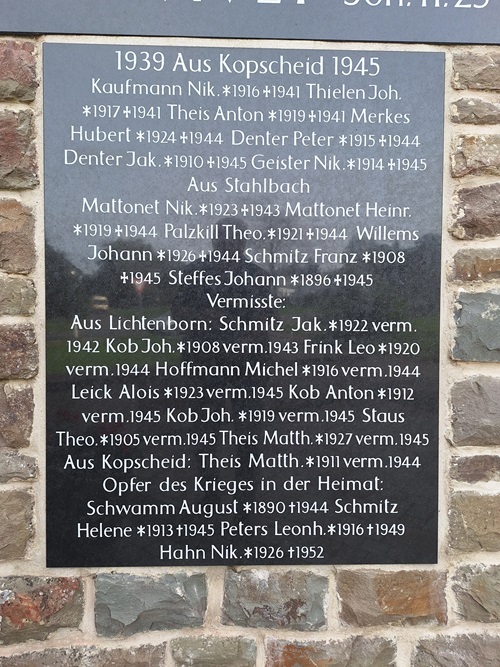 Joh. 11. 25
1939 Aus Kopscheid 1945
Kaufmann Nik.*1916✝1941 Thielen Joh.
*1917✝1941 Theis Anton *1919✝1941 Merkes
Hubert *1924✝1944 Denter Peter *1915✝1944
Denter Jak.*1910✝1945 Geister Nik.*1914✝1945
Aus Stahlbach
Mattonet Nik.*1923✝1943 Mattonet Heinr.
*1919✝1944 Palzkill Theo.*1921✝1944 Willems
Johann *1926✝1944 Schmitz Franz *1908
✝1945 Steffes Johann *1896✝1945
Vermisste:
Aus Lichtenborn: Schmitz Jak.*1922 verm.
1942 Kob Joh.*1908 verm.1943 Frink Leo *1920
verm.1944 Hoffmann Michel *1916 verm.1944
Leick Alois *1923 verm.1945 Kob Anton *1912
verm.1945 Kob Joh. *1919 verm.1945 Staus
Theo.*1905 verm.1945 Theis Matth.*1927 verm.1945
Aus Kopscheid: Theis Matth.*1911 verm.1944
Opfer des Krieges in der Heimat:
Schwamm August *1890✝1944 Schmitz
Helene *1913✝1945 Peters Leonh.*1916✝1949
Hahn Nik.*1926✝1952